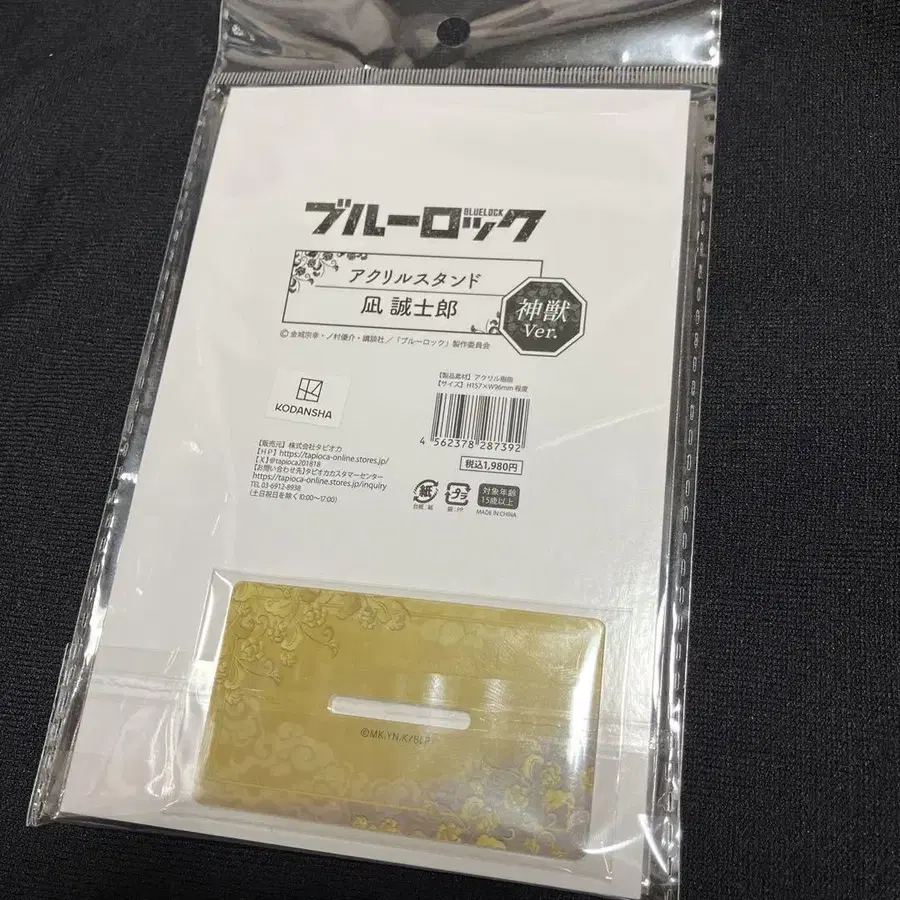 ブルーロック
BLUELOCK
アクリルスタンド
凪 誠士郎
神獣
Ver.
© 金城宗幸・ノ村優介・講談社／「ブルーロック」製作委員会
KODANSHA
【製品素材】アクリル樹脂
【サイズ】H157×W96mm 程度
4 562378 287392
税込1,980円
【販売元】株式会社タピオカ
【HP】https://tapioca-online.stores.jp/
【X】@tapioca201818
【お問い合わせ先】タピオカカスタマーセンター
https://tapioca-online.stores.jp/inquiry
TEL 03-6912-8938
(土日祝日を除く10:00〜17:00)
紙
台紙：紙
プラ
袋：PP
対象年齢
15歳以上
MADE IN CHINA
©MK,YN,K/BLP